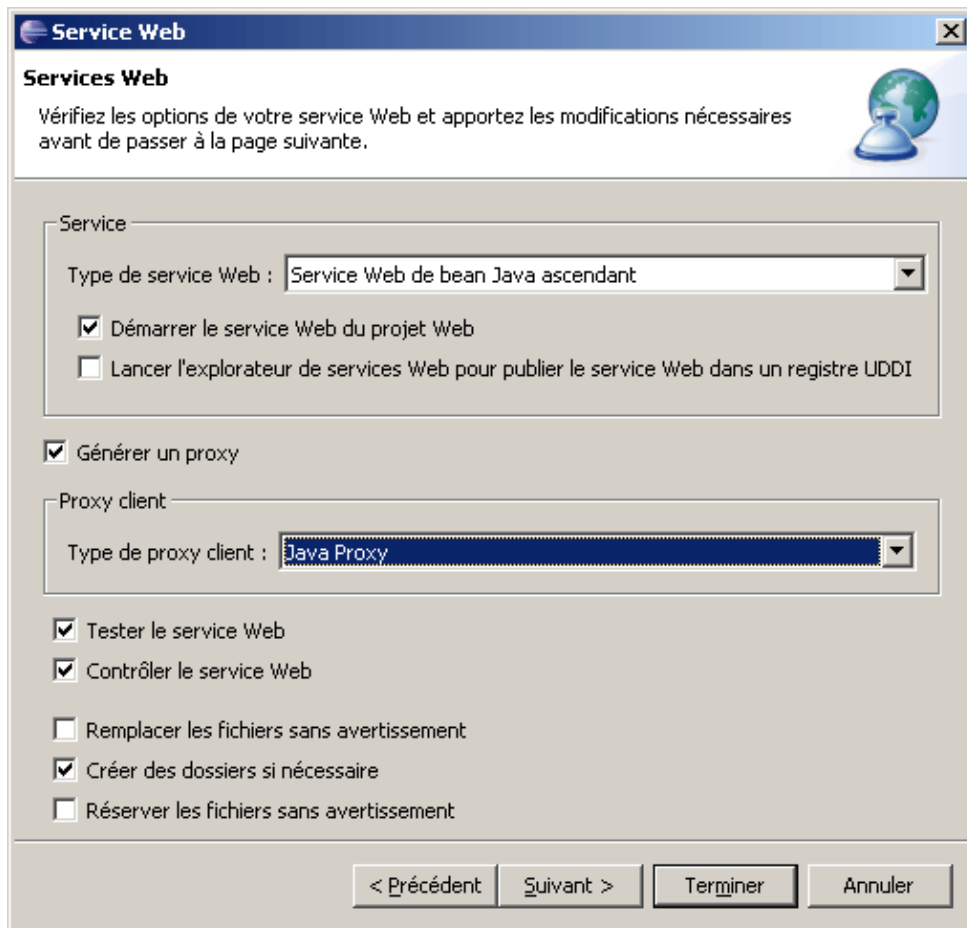 Service Web
Services Web
Vérifiez les options de votre service Web et apportez les modifications nécessaires
avant de passer à la page suivante.
Service
Type de service Web : Service Web de bean Java ascendant
Démarrer le service Web du projet Web
Lancer l'explorateur de services Web pour publier le service Web dans un registre UDDI
Générer un proxy
Proxy client
Type de proxy client : Java Proxy
Tester le service Web
Contrôler le service Web
Remplacer les fichiers sans avertissement
Créer des dossiers si nécessaire
Réserver les fichiers sans avertissement
< Précédent Suivant > Terminer Annuler